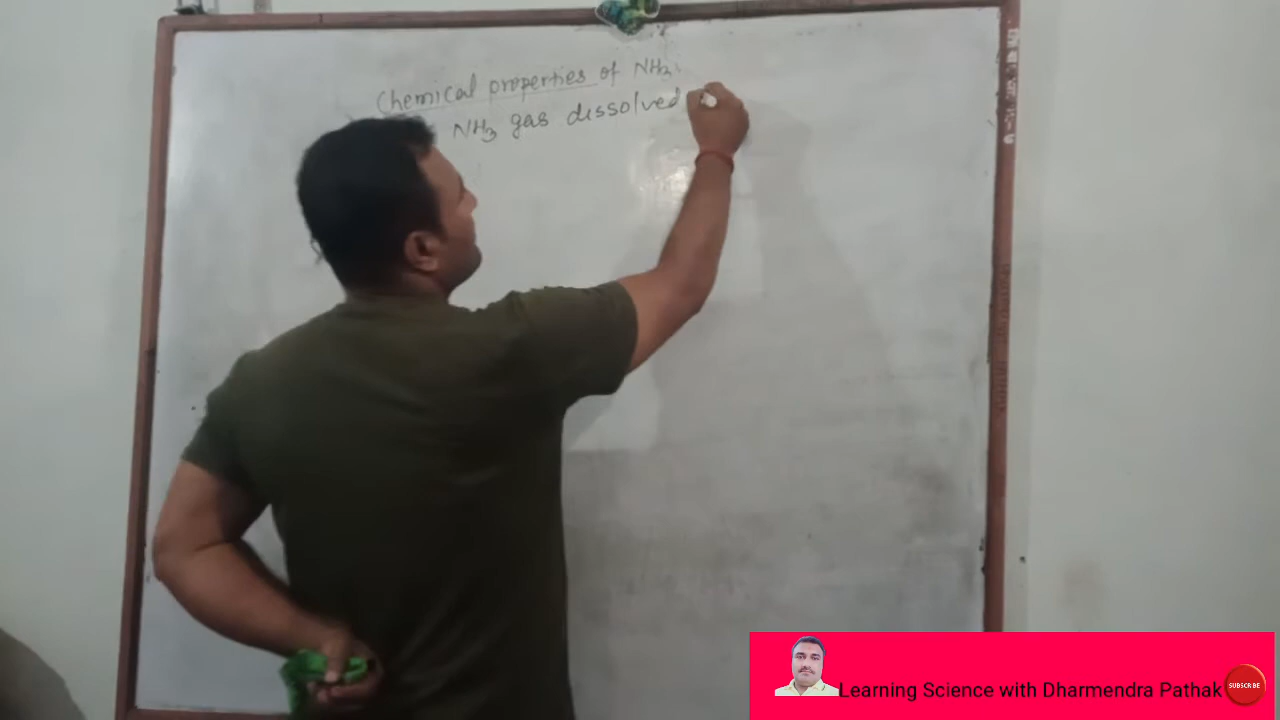 Chemical properties of NH3.
NH3 gas dissolved
Learning Science with Dharmendra Pathak
SUBSCRIBE